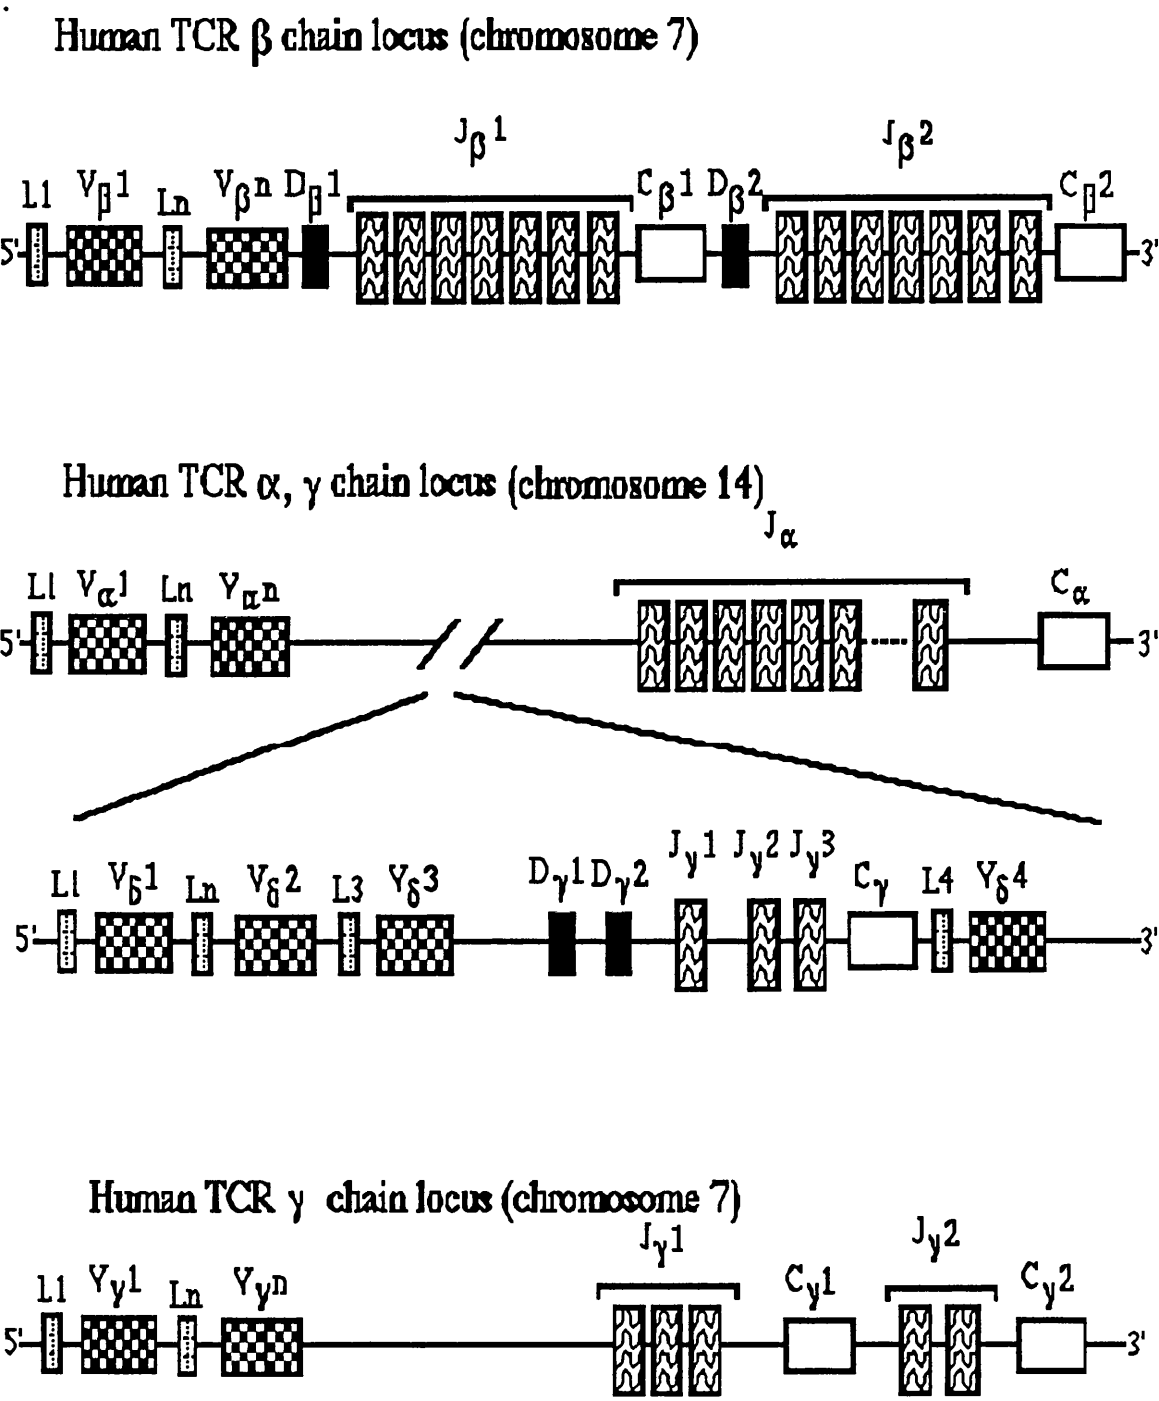 Human TCR β chain locus (chromosome 7)
Jβ1 Jβ2
L1 Vβ1 Ln Vβn Dβ1 Cβ1 Dβ2 Cβ2
5' 3'
Human TCR α, γ chain locus (chromosome 14)
Jα
L1 Vα1 Ln Vαn Cα
5' 3'
Jγ1 Jγ2 Jγ3
L1 Vδ1 Ln Vδ2 L3 Vδ3 Dγ1 Dγ2 Cγ L4 Vδ4
5' 3'
Human TCR γ chain locus (chromosome 7)
Jγ1 Jγ2
L1 Vγ1 Ln Vγn Cγ1 Cγ2
5' 3'